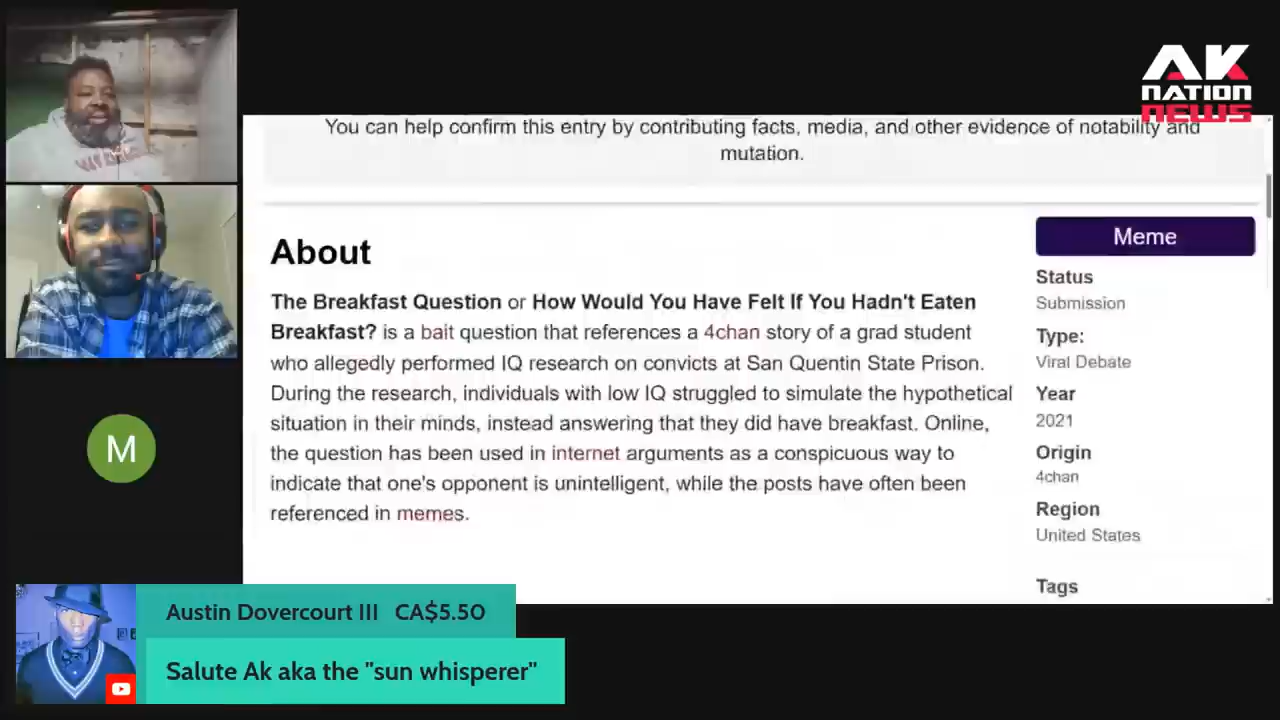 AK
NATION
NEWS
You can help confirm this entry by contributing facts, media, and other evidence of notability and
mutation.
About
The Breakfast Question or How Would You Have Felt If You Hadn't Eaten
Breakfast? is a bait question that references a 4chan story of a grad student
who allegedly performed IQ research on convicts at San Quentin State Prison.
During the research, individuals with low IQ struggled to simulate the hypothetical
situation in their minds, instead answering that they did have breakfast. Online,
the question has been used in internet arguments as a conspicuous way to
indicate that one's opponent is unintelligent, while the posts have often been
referenced in memes.
Meme
Status
Submission
Type:
Viral Debate
Year
2021
Origin
4chan
Region
United States
Tags
M
Austin Dovercourt III CA$5.50
Salute Ak aka the "sun whisperer"